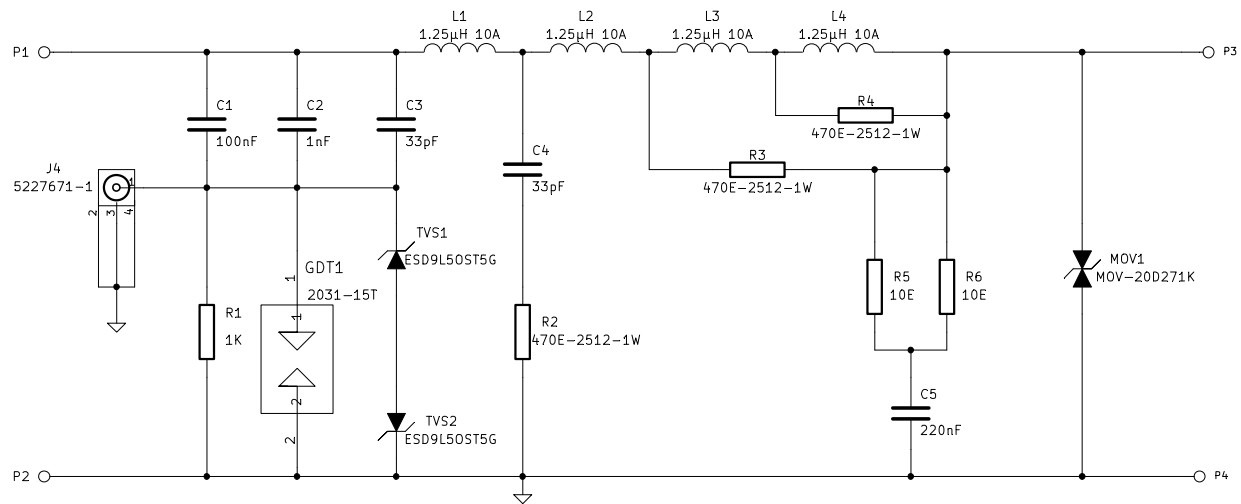 L1
1.25µH 10A
L2
1.25µH 10A
L3
1.25µH 10A
L4
1.25µH 10A
P1
P3
C1
100nF
C2
1nF
C3
33pF
R4
470E-2512-1W
C4
33pF
R3
470E-2512-1W
J4
5227671-1
1
2
3
4
TVS1
ESD9L5OST5G
GDT1
2031-15T
1
1
2
2
R1
1K
R2
470E-2512-1W
R5
10E
R6
10E
MOV1
MOV-20D271K
TVS2
ESD9L5OST5G
C5
220nF
P2
P4